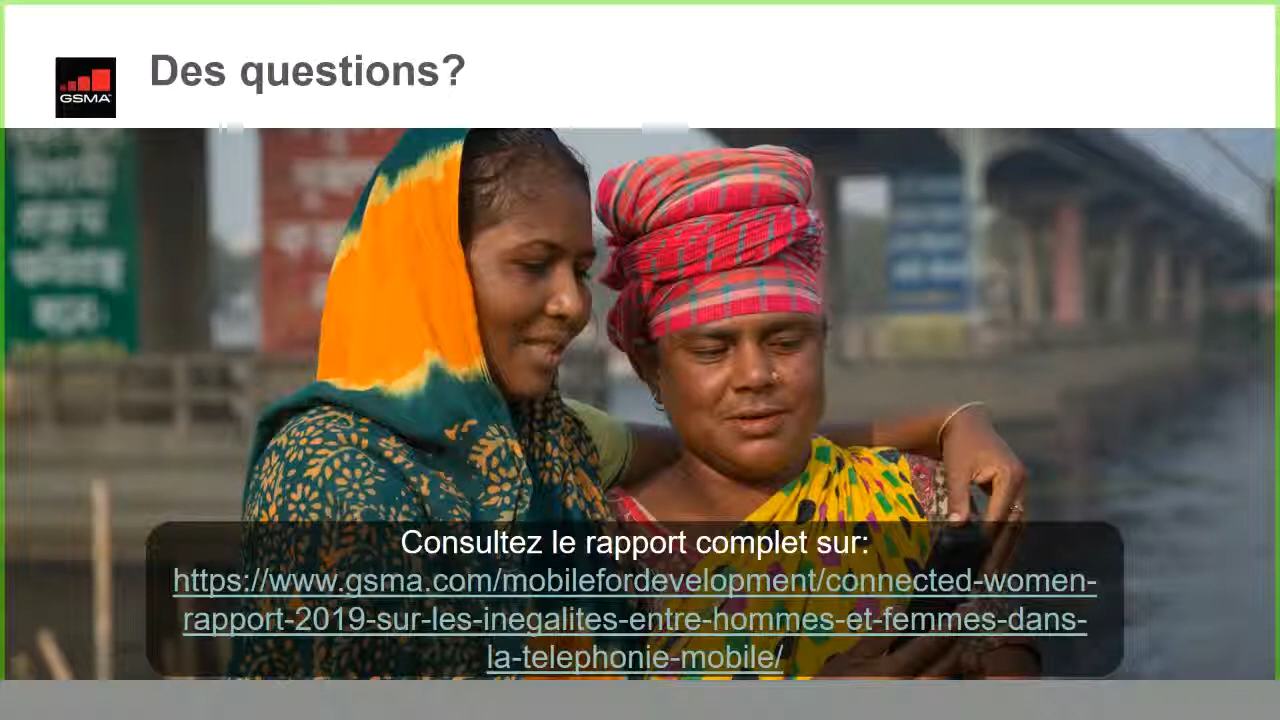 Des questions?
GSMA
Consultez le rapport complet sur:
https://www.gsma.com/mobilefordevelopment/connected-women-
rapport-2019-sur-les-inegalites-entre-hommes-et-femmes-dans-
la-telephonie-mobile/